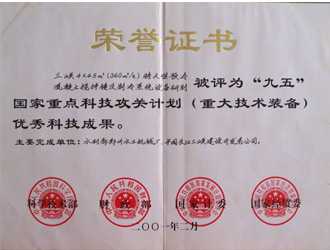 荣誉证书
三峡4×4.5m³(360m³/h)特大型预冷
混凝土搅拌楼及制冷系统设备研制
被评为“九五”
国家重点科技攻关计划(重大技术装备)
优秀科技成果。
主要完成单位:水利部郑州水工机械厂、中国长江三峡建设开发总公司。
科学技术部 财政部 国家计委 国家经贸委
二〇〇一年二月